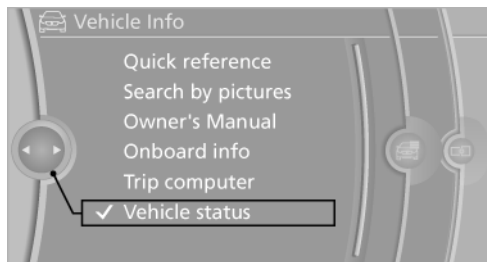 Vehicle Info
Quick reference
Search by pictures
Owner's Manual
Onboard info
Trip computer
✓ Vehicle status